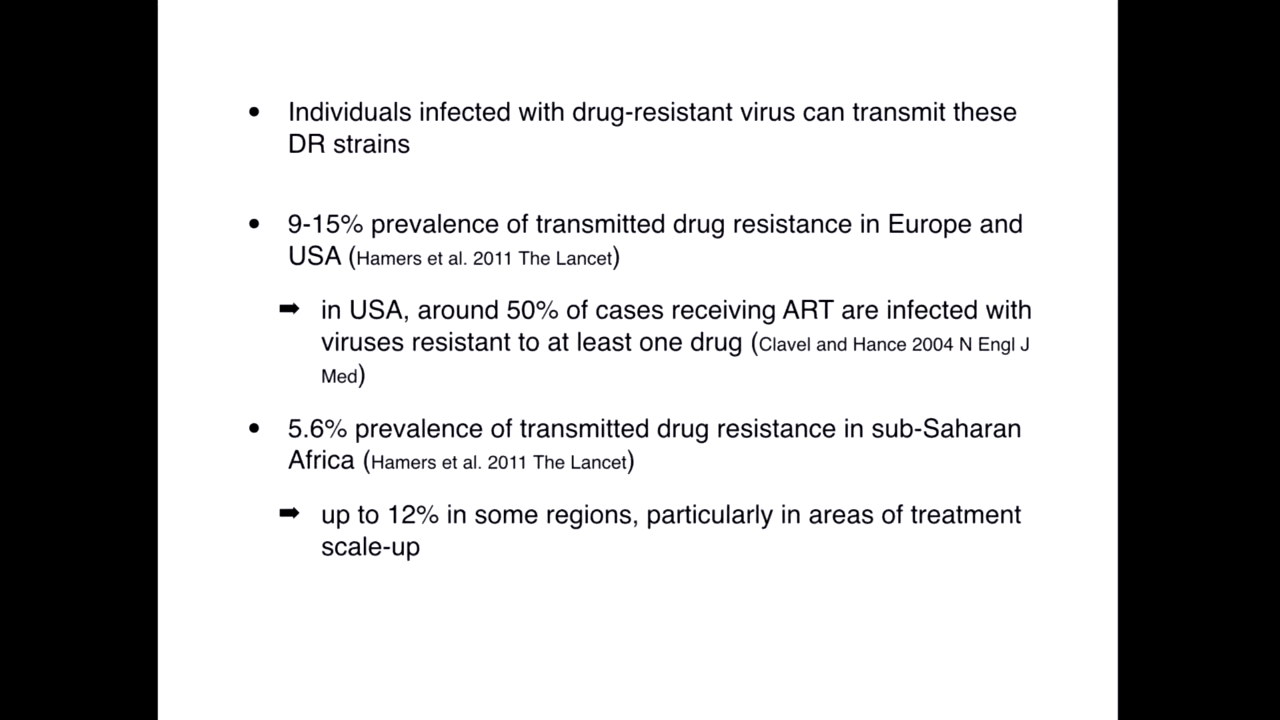 • Individuals infected with drug-resistant virus can transmit these
DR strains
• 9-15% prevalence of transmitted drug resistance in Europe and
USA (Hamers et al. 2011 The Lancet)
➡ in USA, around 50% of cases receiving ART are infected with
viruses resistant to at least one drug (Clavel and Hance 2004 N Engl J
Med)
• 5.6% prevalence of transmitted drug resistance in sub-Saharan
Africa (Hamers et al. 2011 The Lancet)
➡ up to 12% in some regions, particularly in areas of treatment
scale-up